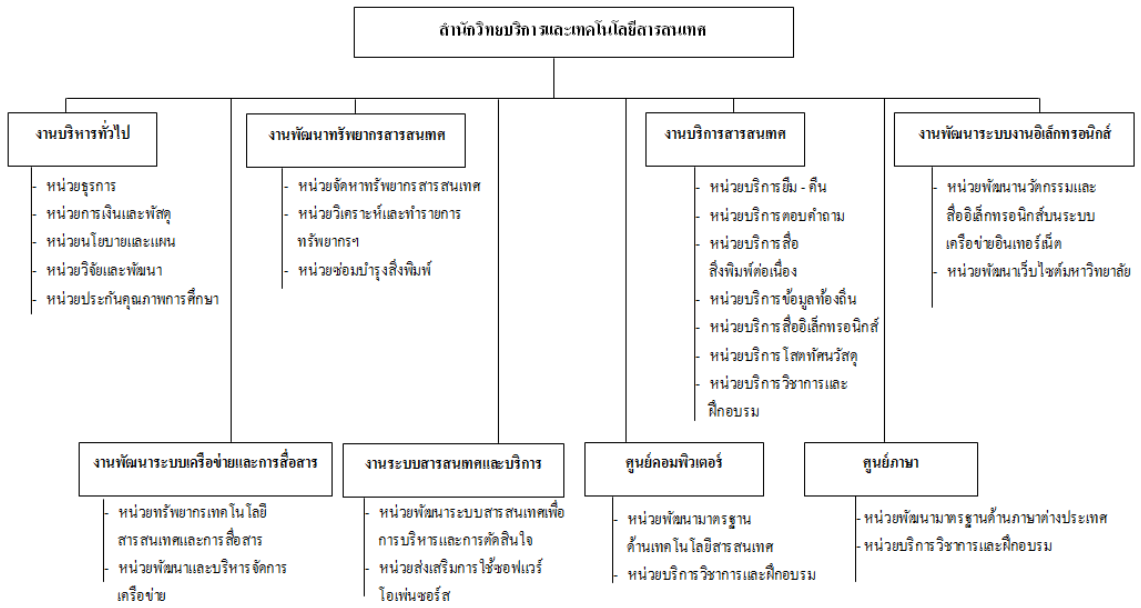 สำนักวิทยบริการและเทคโนโลยีสารสนเทศ
งานบริหารทั่วไป
- หน่วยธุรการ
- หน่วยการเงินและพัสดุ
- หน่วยนโยบายและแผน
- หน่วยวิจัยและพัฒนา
- หน่วยประกันคุณภาพการศึกษา
งานพัฒนาทรัพยากรสารสนเทศ
- หน่วยจัดหาทรัพยากรสารสนเทศ
- หน่วยวิเคราะห์และทำรายการ
ทรัพยากรฯ
- หน่วยซ่อมบำรุงสิ่งพิมพ์
งานบริการสารสนเทศ
- หน่วยบริการยืม - คืน
- หน่วยบริการตอบคำถาม
- หน่วยบริการสื่อ
สิ่งพิมพ์ต่อเนื่อง
- หน่วยบริการข้อมูลท้องถิ่น
- หน่วยบริการสื่ออิเล็กทรอนิกส์
- หน่วยบริการโสตทัศนวัสดุ
- หน่วยบริการวิชาการและ
ฝึกอบรม
งานพัฒนาระบบงานอิเล็กทรอนิกส์
- หน่วยพัฒนานวัตกรรมและ
สื่ออิเล็กทรอนิกส์บนระบบ
เครือข่ายอินเทอร์เน็ต
- หน่วยพัฒนาเว็บไซต์มหาวิทยาลัย
งานพัฒนาระบบเครือข่ายและการสื่อสาร
- หน่วยทรัพยากรเทคโนโลยี
สารสนเทศและการสื่อสาร
- หน่วยพัฒนาและบริหารจัดการ
เครือข่าย
งานระบบสารสนเทศและบริการ
- หน่วยพัฒนาระบบสารสนเทศเพื่อ
การบริหารและการตัดสินใจ
- หน่วยส่งเสริมการใช้ซอฟแวร์
โอเพ่นซอร์ส
ศูนย์คอมพิวเตอร์
- หน่วยพัฒนามาตรฐาน
ด้านเทคโนโลยีสารสนเทศ
- หน่วยบริการวิชาการและฝึกอบรม
ศูนย์ภาษา
- หน่วยพัฒนามาตรฐานด้านภาษาต่างประเทศ
- หน่วยบริการวิชาการและฝึกอบรม